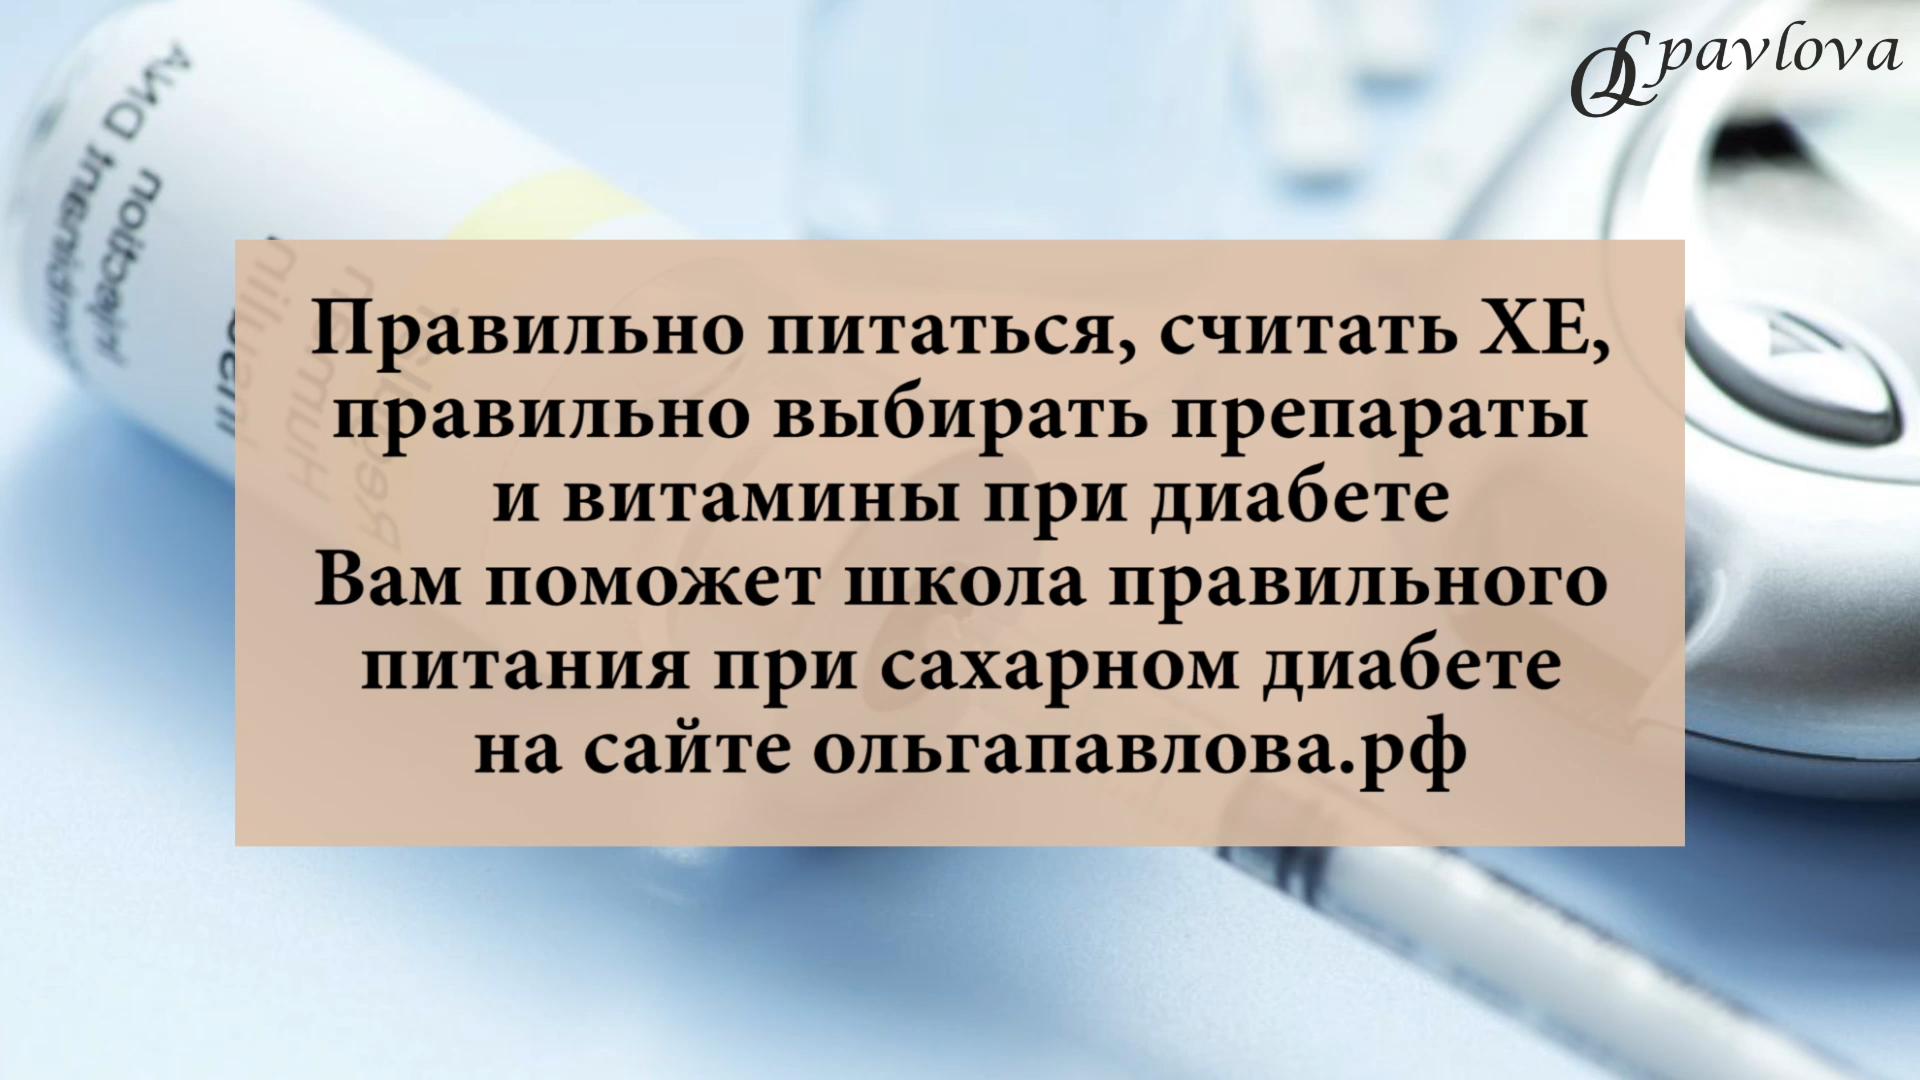 pavlova
Правильно питаться, считать ХЕ,
правильно выбирать препараты
и витамины при диабете
Вам поможет школа правильного
питания при сахарном диабете
на сайте ольгапавлова.рф